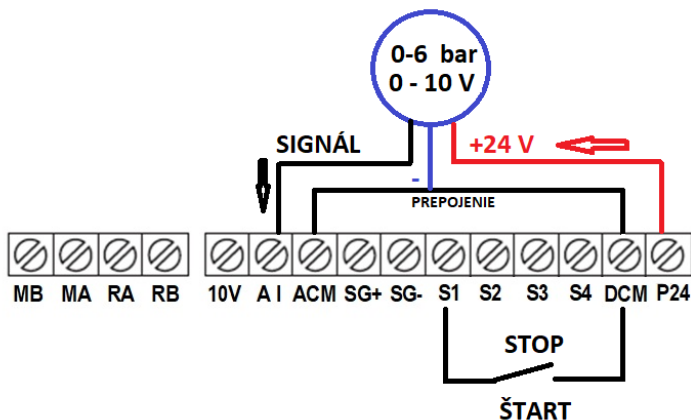 0-6 bar
0 - 10 V
SIGNÁL
+24 V
-
PREPOJENIE
MB MA RA RB 10V A I ACM SG+ SG- S1 S2 S3 S4 DCM P24
STOP
ŠTART